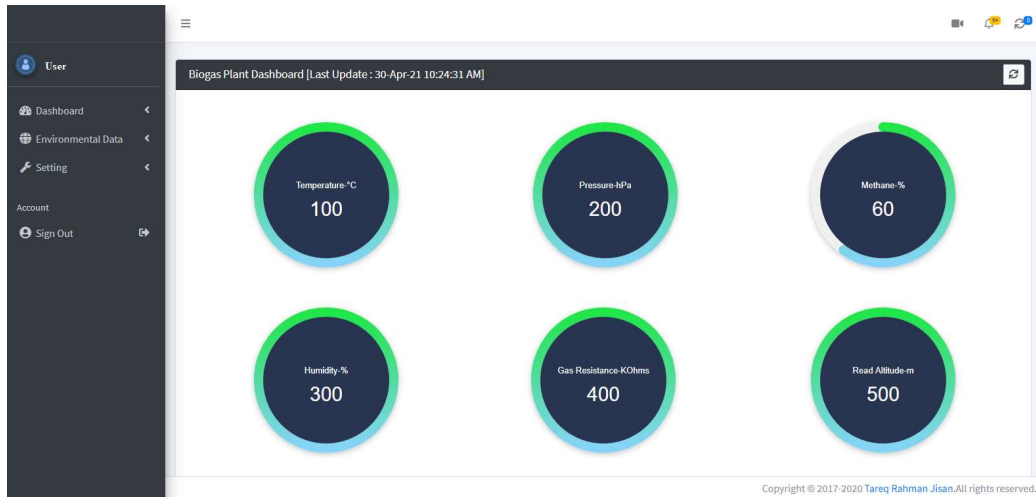 User
Dashboard
Environmental Data
Setting
Account
Sign Out
Biogas Plant Dashboard [Last Update : 30-Apr-21 10:24:31 AM]
Temperature-°C
100
Pressure-hPa
200
Methane-%
60
Humidity-%
300
Gas Resistance-KOhms
400
Read Altitude-m
500
Copyright © 2017-2020 Tareq Rahman Jisan.All rights reserved.